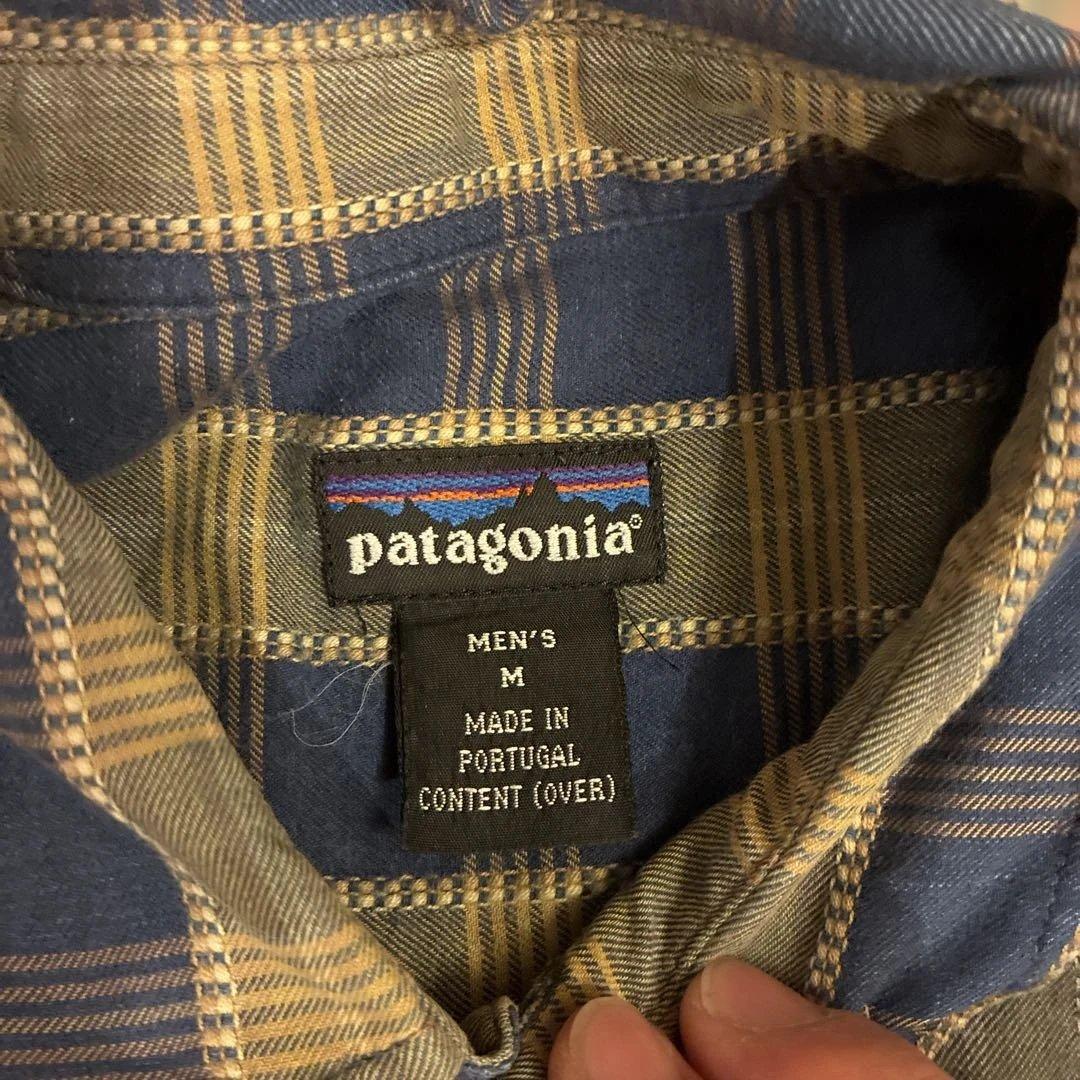 patagonia®
MEN'S
M
MADE IN
PORTUGAL
CONTENT (OVER)